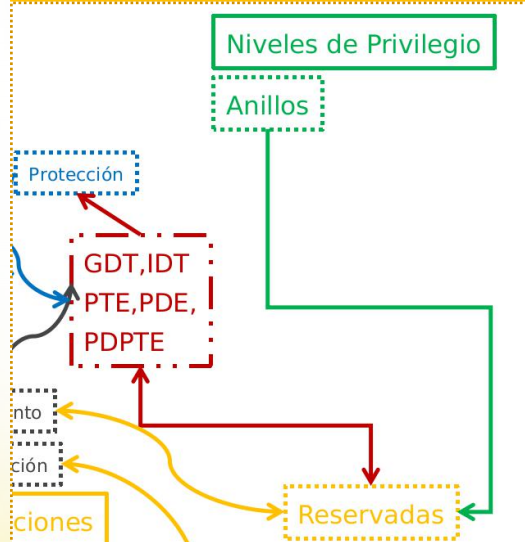 Niveles de Privilegio
Anillos
Protección
GDT,IDT
PTE,PDE,
PDPTE
nto
ción
ciones
Reservadas